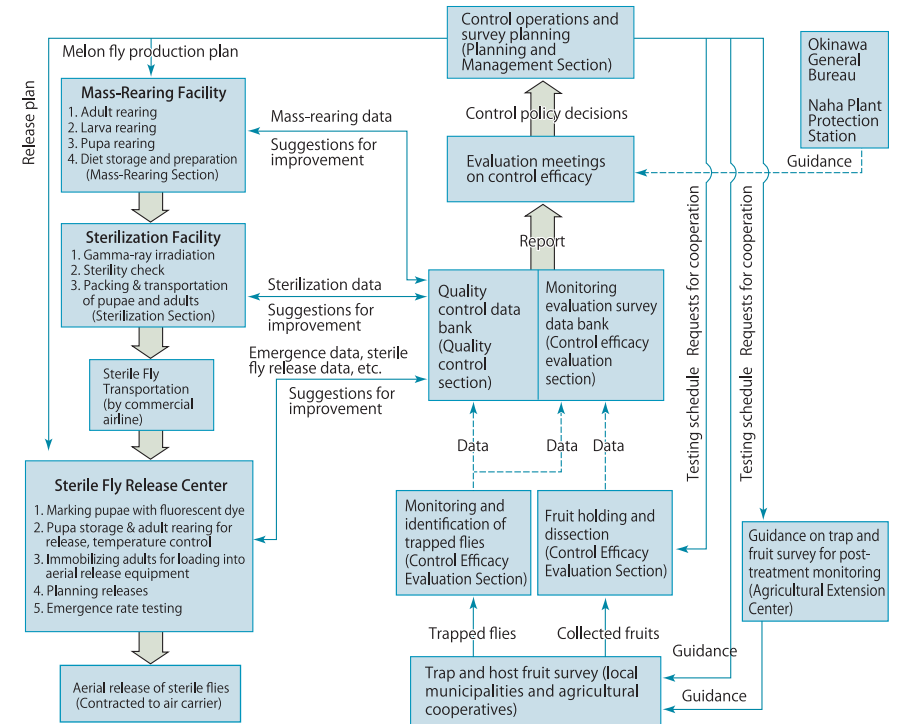 Control operations and
survey planning
(Planning and
Management Section)
Melon fly production plan
Release plan
Mass-Rearing Facility
1. Adult rearing
2. Larva rearing
3. Pupa rearing
4. Diet storage and preparation
(Mass-Rearing Section)
Mass-rearing data
Suggestions for
improvement
Control policy decisions
Evaluation meetings
on control efficacy
Guidance
Okinawa
General
Bureau
Naha Plant
Protection
Station
Report
Sterilization Facility
1. Gamma-ray irradiation
2. Sterility check
3. Packing & transportation
of pupae and adults
(Sterilization Section)
Sterilization data
Suggestions for
improvement
Quality
control data
bank
(Quality
control
section)
Monitoring
evaluation survey
data bank
(Control efficacy
evaluation
section)
Testing schedule Requests for cooperation
Testing schedule Requests for cooperation
Emergence data, sterile
fly release data, etc.
Suggestions for
improvement
Sterile Fly
Transportation
(by commercial
airline)
Data
Data
Data
Sterile Fly Release Center
1. Marking pupae with fluorescent dye
2. Pupa storage & adult rearing for
release, temperature control
3. Immobilizing adults for loading into
aerial release equipment
4. Planning releases
5. Emergence rate testing
Monitoring and
identification of
trapped flies
(Control Efficacy
Evaluation Section)
Fruit holding and
dissection
(Control Efficacy
Evaluation Section)
Guidance on trap and
fruit survey for post-
treatment monitoring
(Agricultural Extension
Center)
Trapped flies
Collected fruits
Guidance
Guidance
Trap and host fruit survey (local
municipalities and agricultural
cooperatives)
Aerial release of sterile flies
(Contracted to air carrier)